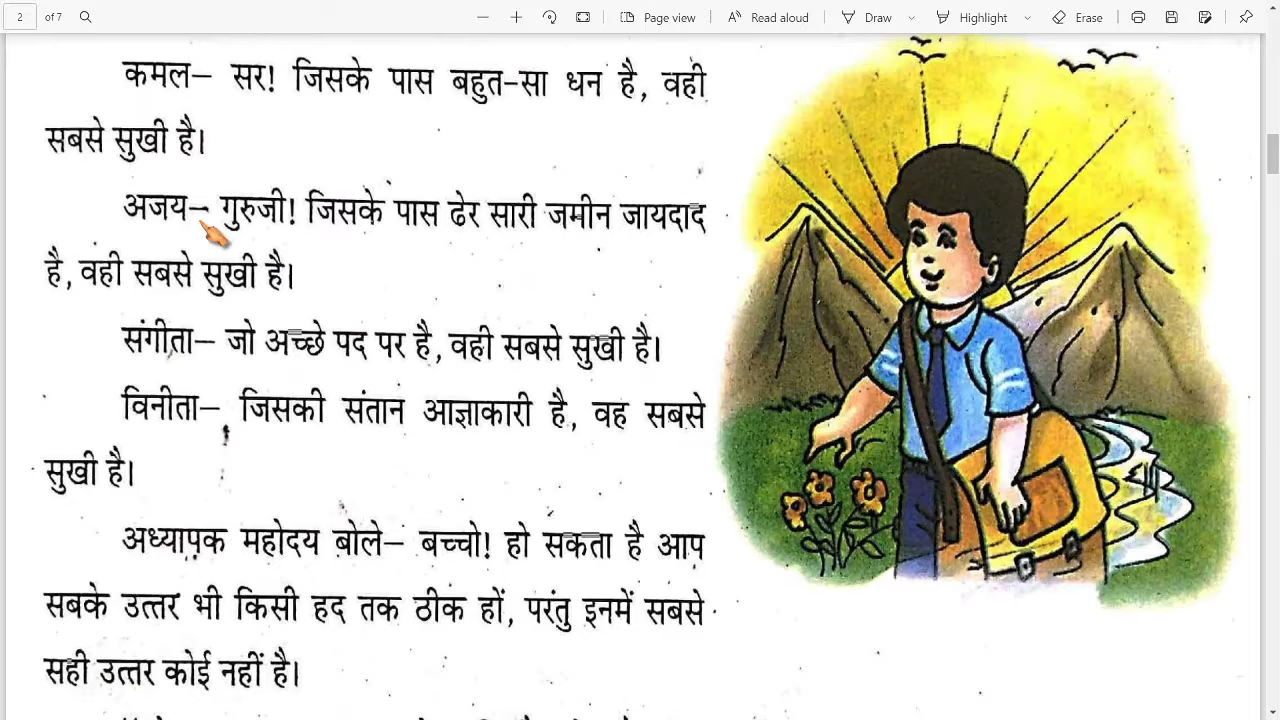 2 of 7
Page view
Read aloud
Draw
Highlight
Erase
कमल– सर! जिसके पास बहुत-सा धन है, वही
सबसे सुखी है।
अजय– गुरुजी! जिसके पास ढेर सारी जमीन जायदाद
है, वही सबसे सुखी है।
संगीता– जो अच्छे पद पर है, वही सबसे सुखी है।
विनीता– जिसकी संतान आज्ञाकारी है, वह सबसे
सुखी है।
अध्यापक महोदय बोले– बच्चो! हो सकता है आप
सबके उत्तर भी किसी हद तक ठीक हों, परंतु इनमें सबसे
सही उत्तर कोई नहीं है।